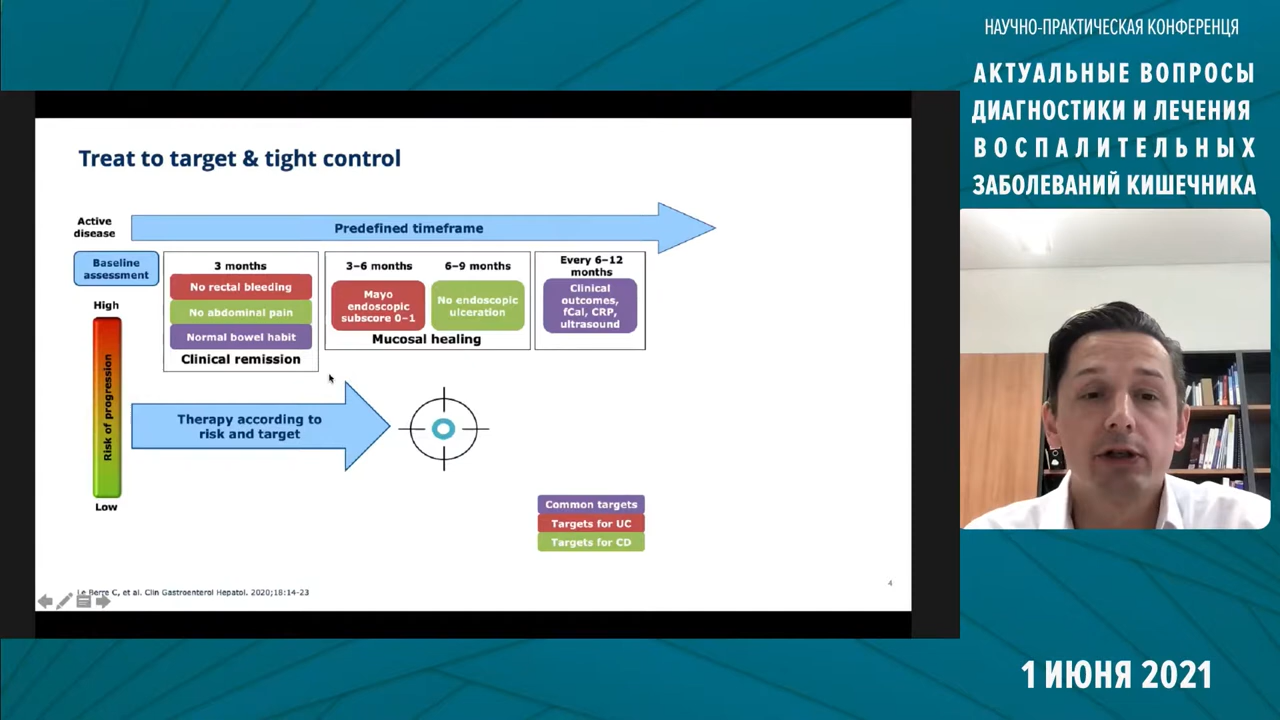 НАУЧНО-ПРАКТИЧЕСКАЯ КОНФЕРЕНЦЯ
АКТУАЛЬНЫЕ ВОПРОСЫ
ДИАГНОСТИКИ И ЛЕЧЕНИЯ
ВОСПАЛИТЕЛЬНЫХ
ЗАБОЛЕВАНИЙ КИШЕЧНИКА
Treat to target & tight control
Active
disease
Predefined timeframe
Baseline
assessment
3 months
No rectal bleeding
No abdominal pain
Normal bowel habit
Clinical remission
3–6 months
Mayo
endoscopic
subscore 0–1
6–9 months
No endoscopic
ulceration
Mucosal healing
Every 6–12
months
Clinical
outcomes,
fCal, CRP,
ultrasound
High
Risk of progression
Low
Therapy according to
risk and target
Common targets
Targets for UC
Targets for CD
Le Berre C, et al. Clin Gastroenterol Hepatol. 2020;18:14-23
4
1 ИЮНЯ 2021